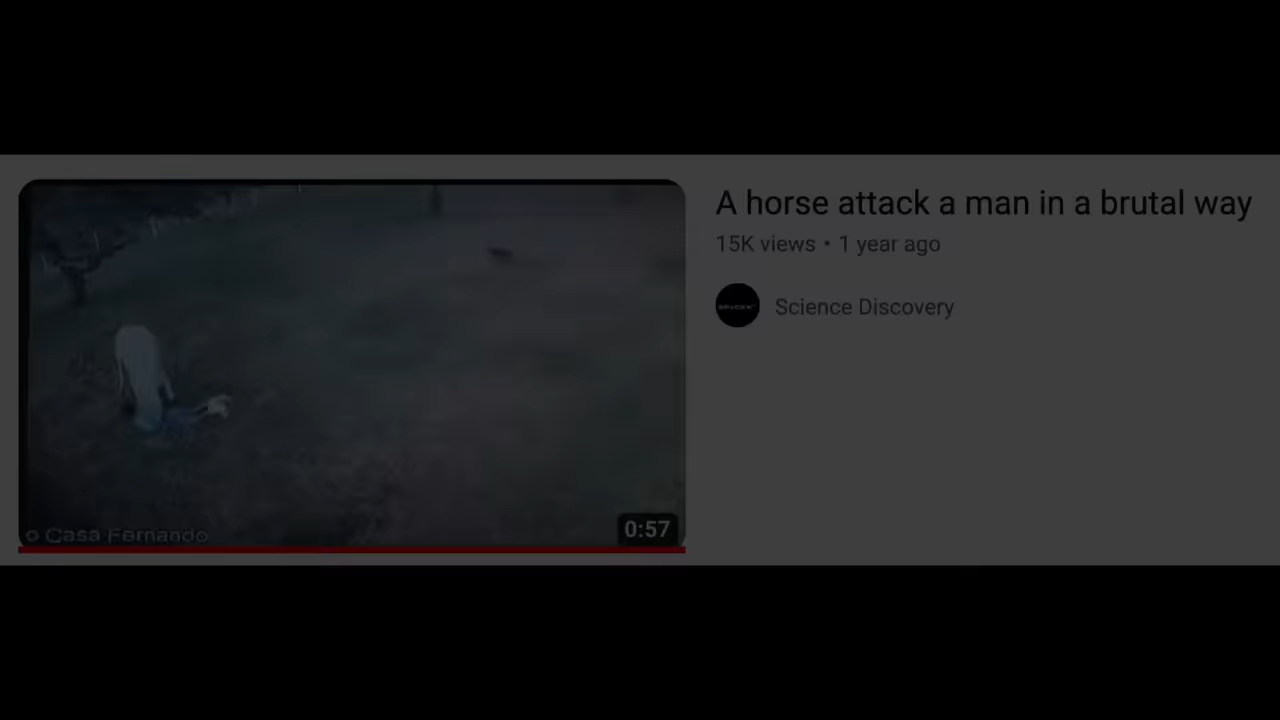 A horse attack a man in a brutal way
15K views • 1 year ago
Science Discovery
o Casa Fernando
0:57